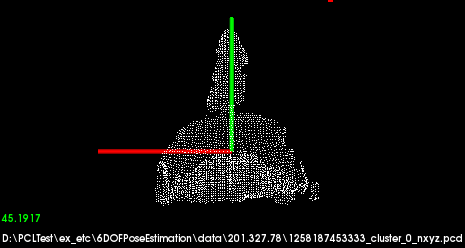 45.1917
D:\PCLTest\ex_etc\6DOFPoseEstimation\data\201.327.78\1258187453333_cluster_0_nxyz.pcd